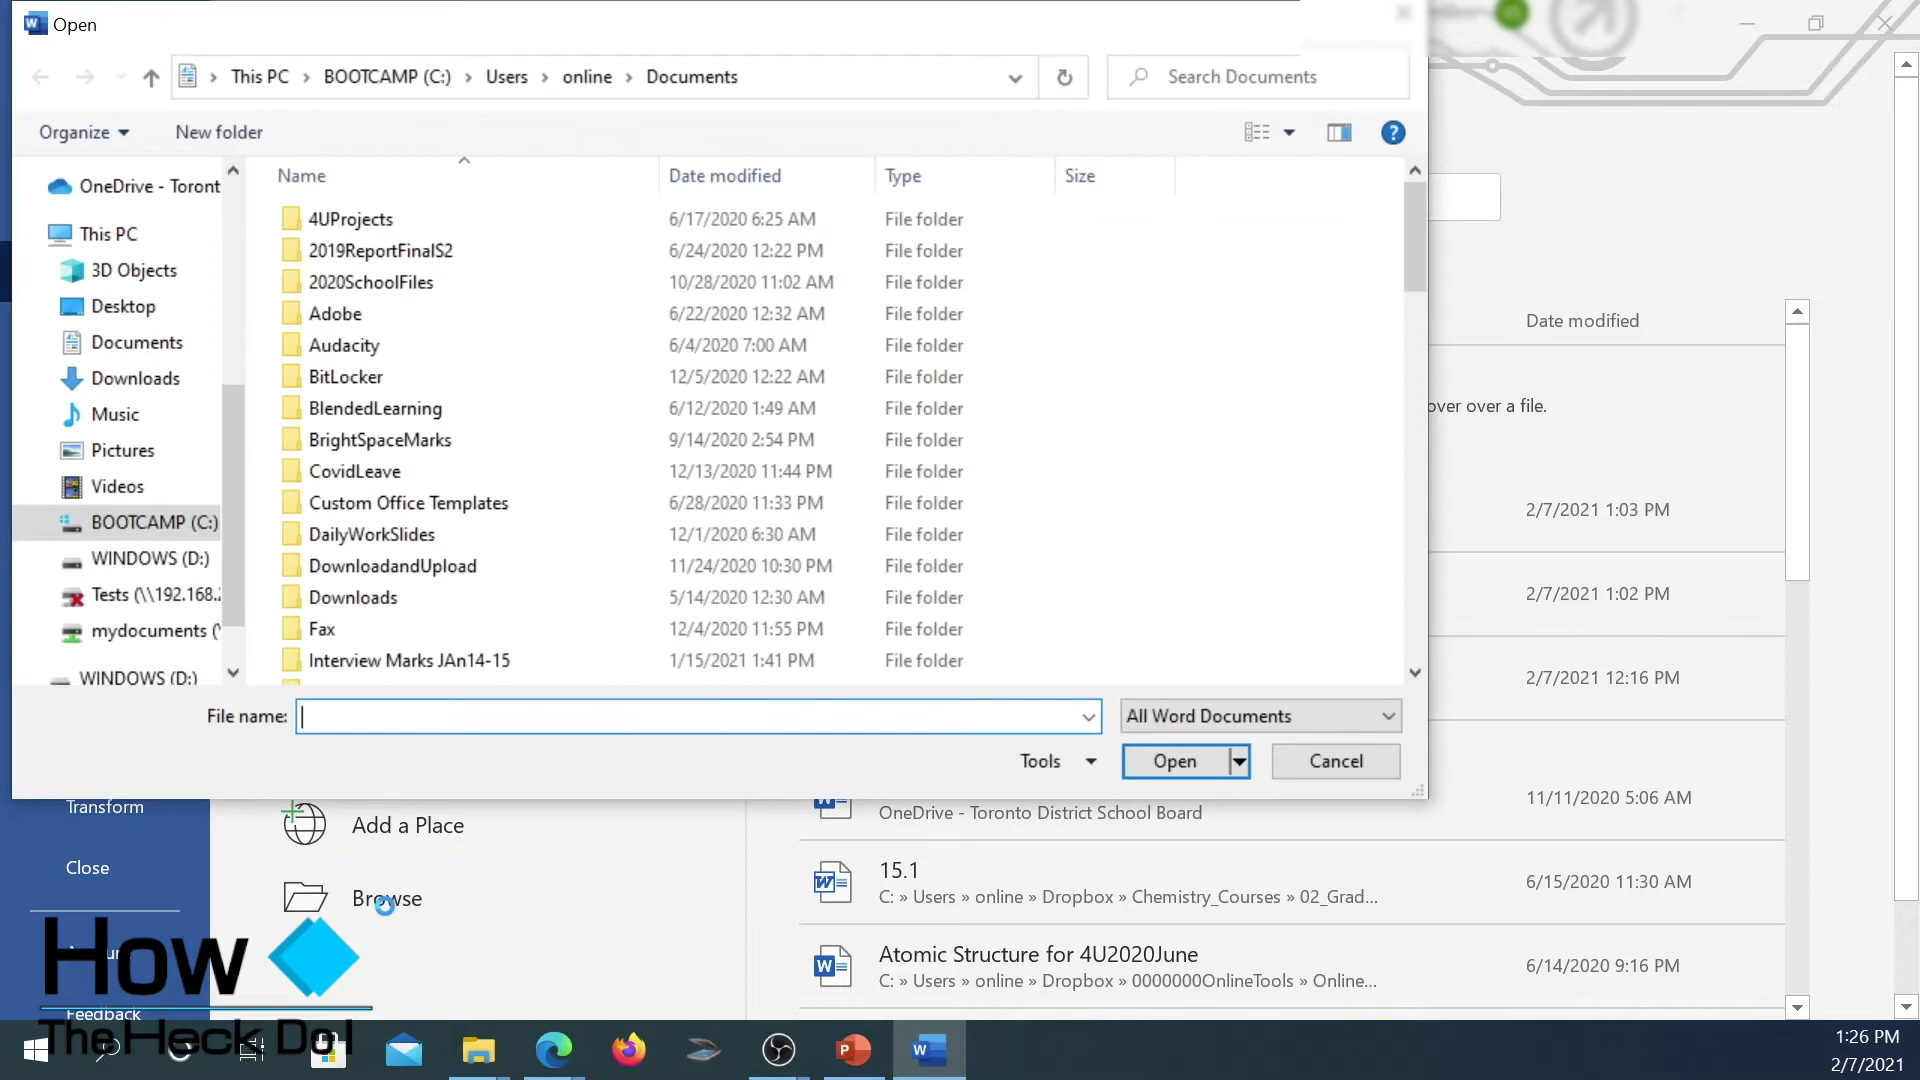 Open
This PC > BOOTCAMP (C:) > Users > online > Documents
Search Documents
Organize
New folder
OneDrive - Toront
This PC
3D Objects
Desktop
Documents
Downloads
Music
Pictures
Videos
BOOTCAMP (C:)
WINDOWS (D:)
Tests (\\192.168.
mydocuments (
WINDOWS (D:)
Name Date modified Type Size
4UProjects 6/17/2020 6:25 AM File folder
2019ReportFinalS2 6/24/2020 12:22 PM File folder
2020SchoolFiles 10/28/2020 11:02 AM File folder
Adobe 6/22/2020 12:32 AM File folder
Audacity 6/4/2020 7:00 AM File folder
BitLocker 12/5/2020 12:22 AM File folder
BlendedLearning 6/12/2020 1:49 AM File folder
BrightSpaceMarks 9/14/2020 2:54 PM File folder
CovidLeave 12/13/2020 11:44 PM File folder
Custom Office Templates 6/28/2020 11:33 PM File folder
DailyWorkSlides 12/1/2020 6:30 AM File folder
DownloadandUpload 11/24/2020 10:30 PM File folder
Downloads 5/14/2020 12:30 AM File folder
Fax 12/4/2020 11:55 PM File folder
Interview Marks JAn14-15 1/15/2021 1:41 PM File folder
File name:
All Word Documents
Tools
Open
Cancel
Date modified
over over a file.
2/7/2021 1:03 PM
2/7/2021 1:02 PM
2/7/2021 12:16 PM
OneDrive - Toronto District School Board
11/11/2020 5:06 AM
15.1
C: » Users » online » Dropbox » Chemistry_Courses » 02_Grad...
6/15/2020 11:30 AM
Atomic Structure for 4U2020June
C: » Users » online » Dropbox » 0000000OnlineTools » Online...
6/14/2020 9:16 PM
Transform
Close
Feedback
Add a Place
Browse
How
The Heck Do I
1:26 PM
2/7/2021